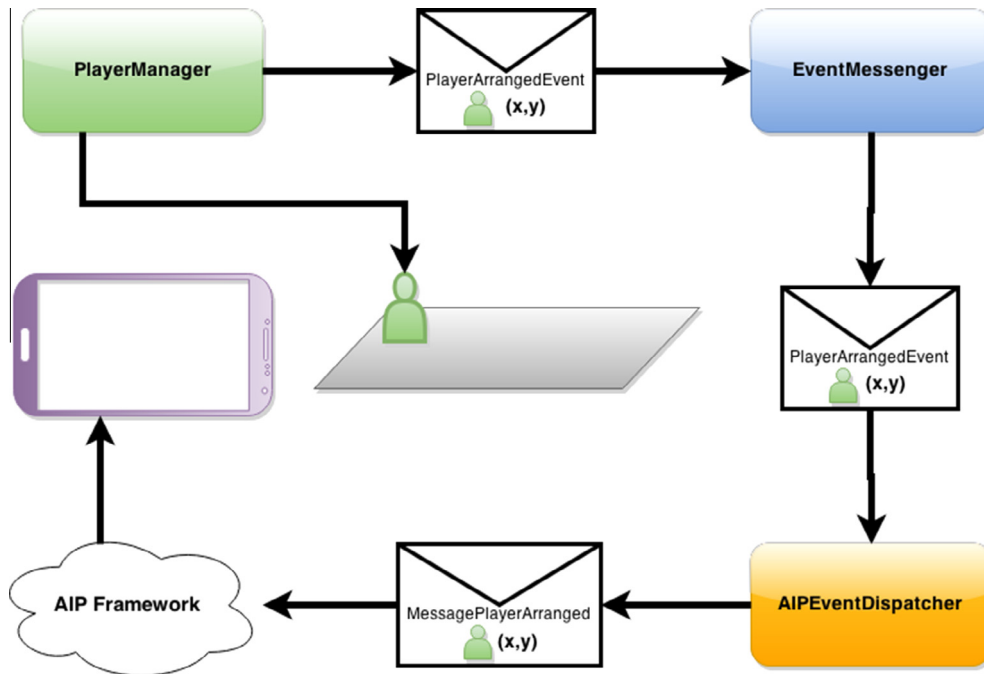 PlayerManager
PlayerArrangedEvent
(x,y)
EventMessenger
PlayerArrangedEvent
(x,y)
AIP Framework
MessagePlayerArranged
(x,y)
AIPEventDispatcher